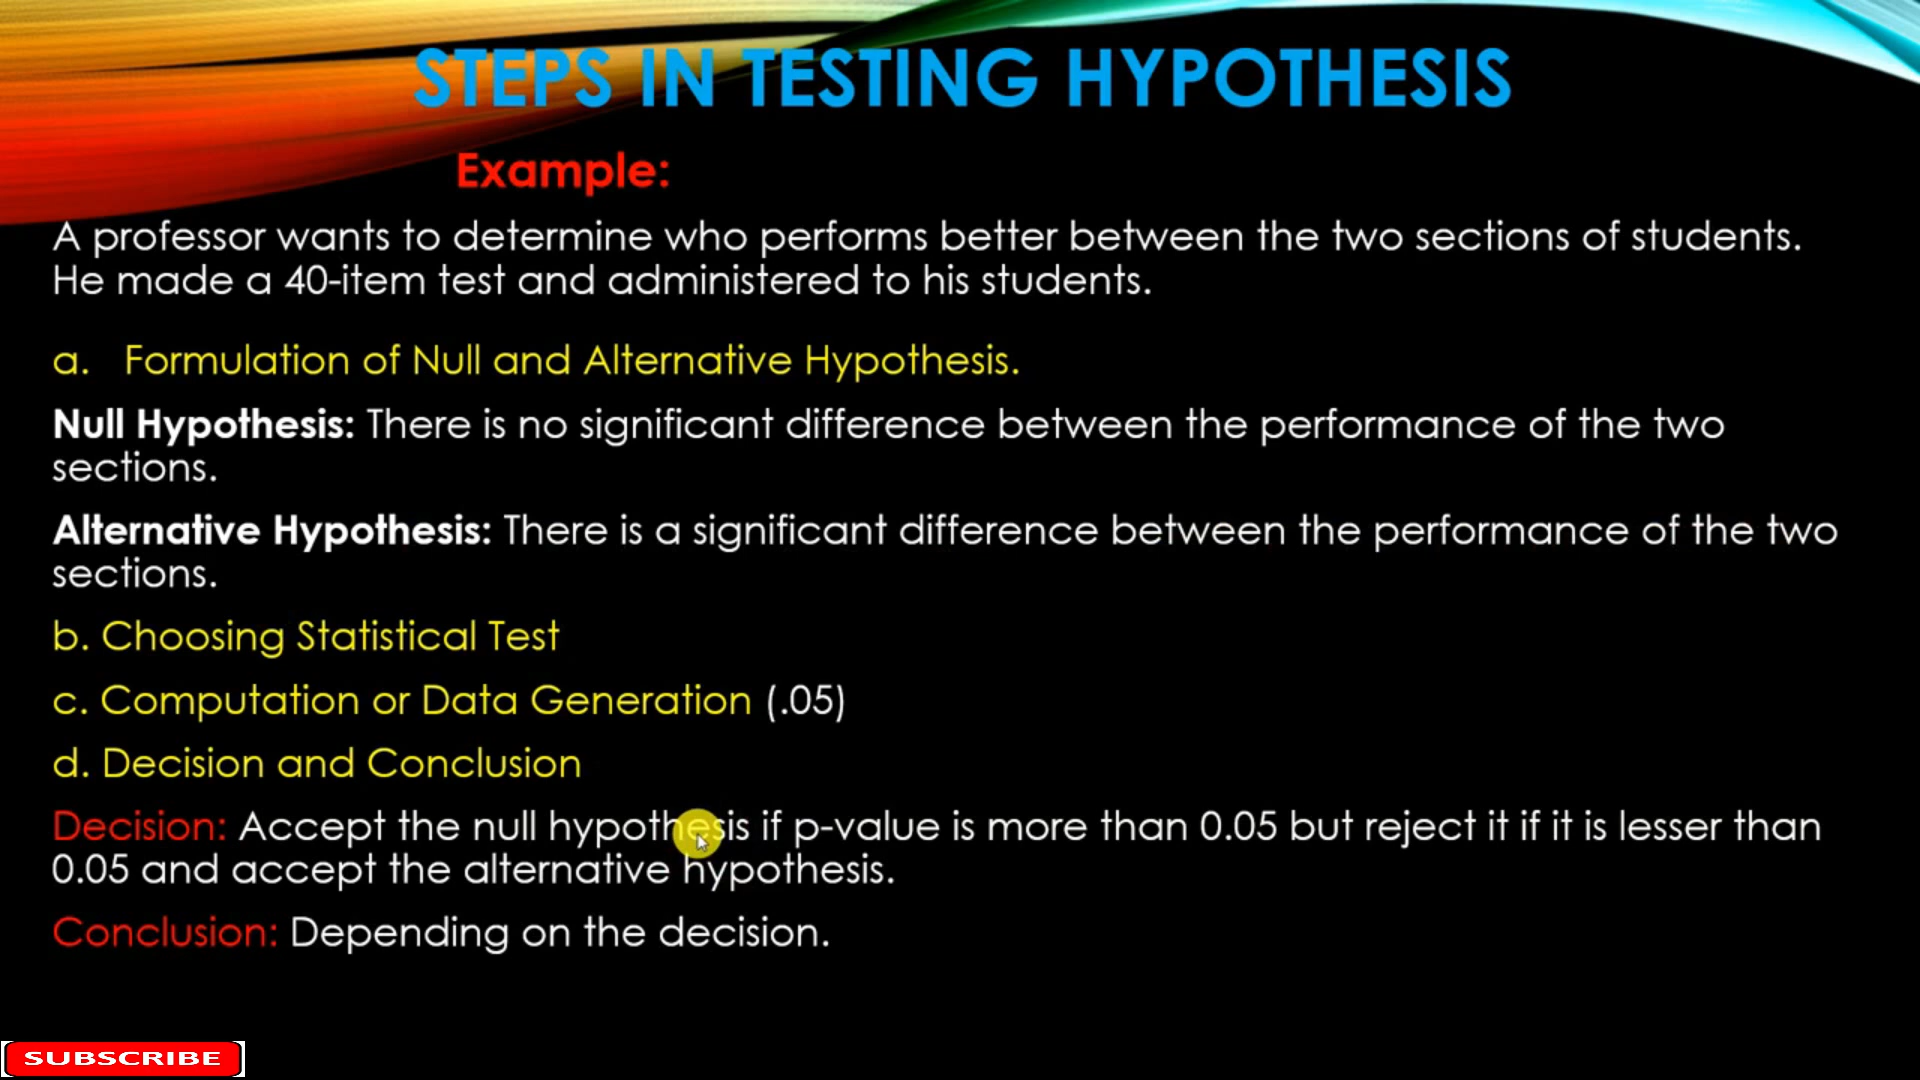 STEPS IN TESTING HYPOTHESIS
Example:
A professor wants to determine who performs better between the two sections of students.
He made a 40-item test and administered to his students.
a. Formulation of Null and Alternative Hypothesis.
Null Hypothesis: There is no significant difference between the performance of the two
sections.
Alternative Hypothesis: There is a significant difference between the performance of the two
sections.
b. Choosing Statistical Test
c. Computation or Data Generation (.05)
d. Decision and Conclusion
Decision: Accept the null hypothesis if p-value is more than 0.05 but reject it if it is lesser than
0.05 and accept the alternative hypothesis.
Conclusion: Depending on the decision.
SUBSCRIBE